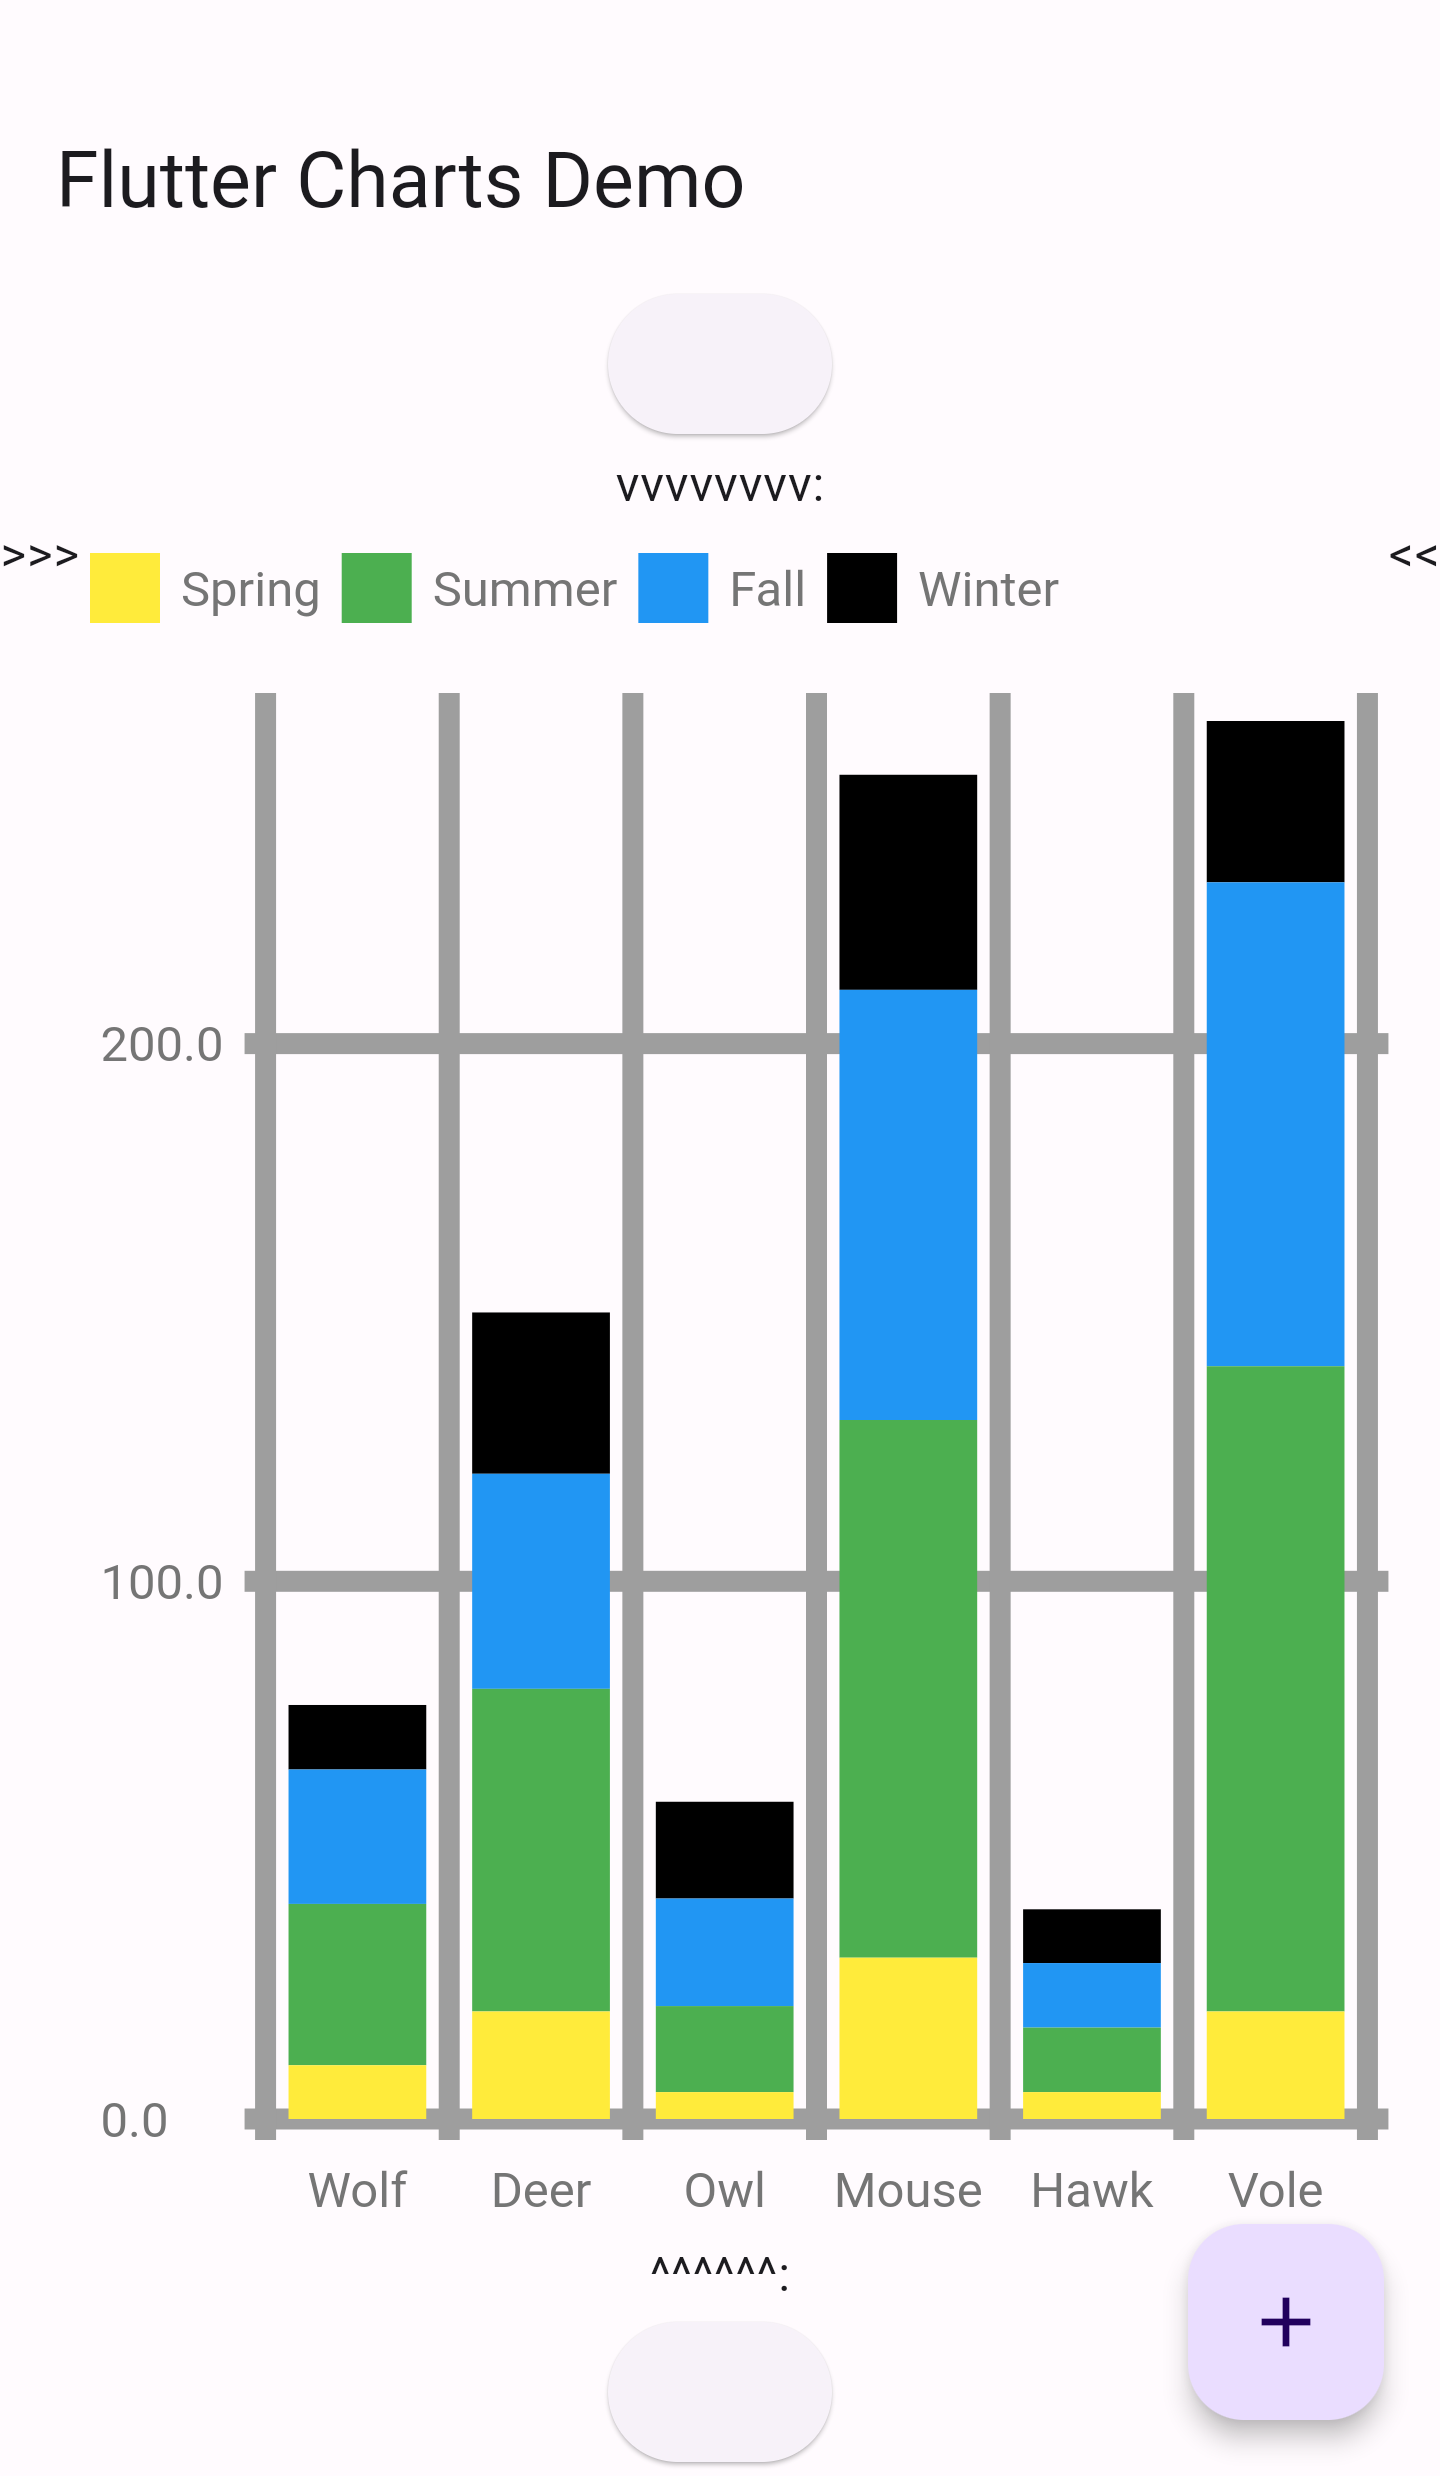 Flutter Charts Demo
vvvvvvvv:
>>> Spring Summer Fall Winter <<
200.0
100.0
0.0
Wolf Deer Owl Mouse Hawk Vole
^^^^^^:
+